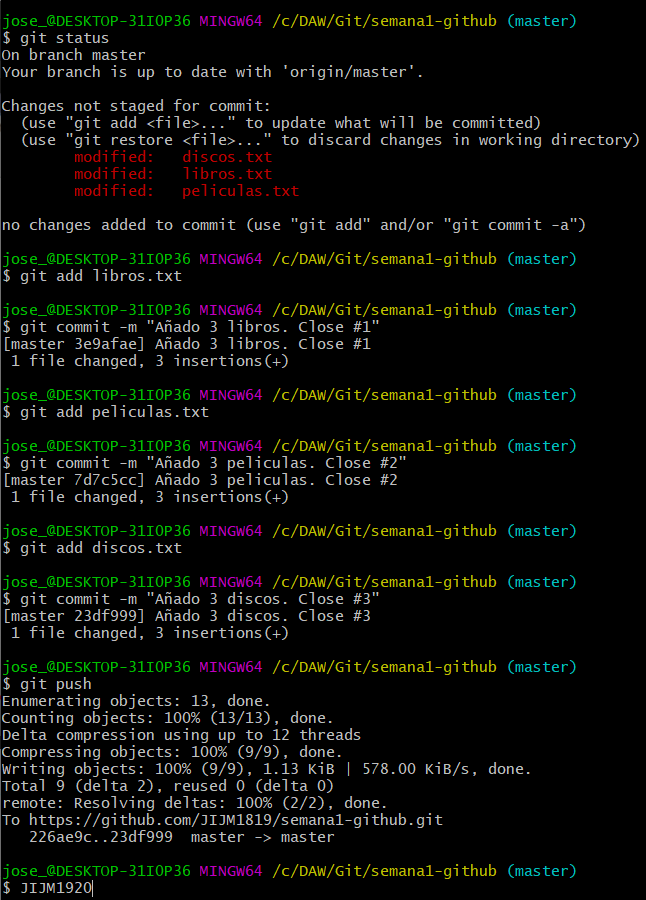 jose_@DESKTOP-31IOP36 MINGW64 /c/DAW/Git/semana1-github (master)
$ git status
On branch master
Your branch is up to date with 'origin/master'.
Changes not staged for commit:
(use "git add <file>..." to update what will be committed)
(use "git restore <file>..." to discard changes in working directory)
modified: discos.txt
modified: libros.txt
modified: peliculas.txt
no changes added to commit (use "git add" and/or "git commit -a")
jose_@DESKTOP-31IOP36 MINGW64 /c/DAW/Git/semana1-github (master)
$ git add libros.txt
jose_@DESKTOP-31IOP36 MINGW64 /c/DAW/Git/semana1-github (master)
$ git commit -m "Añado 3 libros. Close #1"
[master 3e9afae] Añado 3 libros. Close #1
1 file changed, 3 insertions(+)
jose_@DESKTOP-31IOP36 MINGW64 /c/DAW/Git/semana1-github (master)
$ git add peliculas.txt
jose_@DESKTOP-31IOP36 MINGW64 /c/DAW/Git/semana1-github (master)
$ git commit -m "Añado 3 peliculas. Close #2"
[master 7d7c5cc] Añado 3 peliculas. Close #2
1 file changed, 3 insertions(+)
jose_@DESKTOP-31IOP36 MINGW64 /c/DAW/Git/semana1-github (master)
$ git add discos.txt
jose_@DESKTOP-31IOP36 MINGW64 /c/DAW/Git/semana1-github (master)
$ git commit -m "Añado 3 discos. Close #3"
[master 23df999] Añado 3 discos. Close #3
1 file changed, 3 insertions(+)
jose_@DESKTOP-31IOP36 MINGW64 /c/DAW/Git/semana1-github (master)
$ git push
Enumerating objects: 13, done.
Counting objects: 100% (13/13), done.
Delta compression using up to 12 threads
Compressing objects: 100% (9/9), done.
Writing objects: 100% (9/9), 1.13 KiB | 578.00 KiB/s, done.
Total 9 (delta 2), reused 0 (delta 0)
remote: Resolving deltas: 100% (2/2), done.
To https://github.com/JIJM1819/semana1-github.git
226ae9c..23df999 master -> master
jose_@DESKTOP-31IOP36 MINGW64 /c/DAW/Git/semana1-github (master)
$ JIJM1920